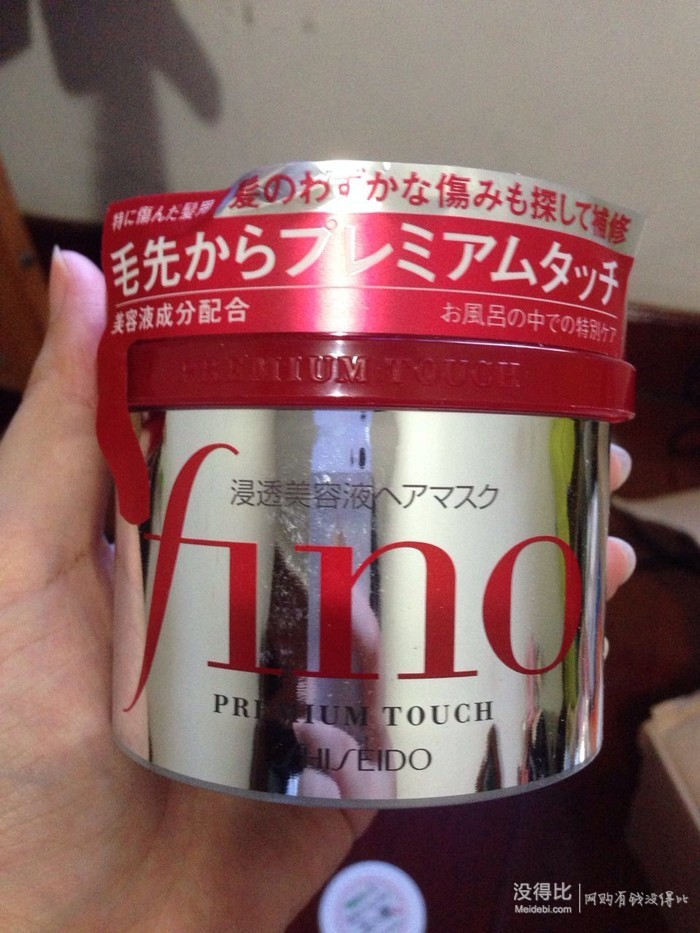 髪のわずかな傷みも探して補修
特に傷んだ髪用
毛先からプレミアムタッチ
美容液成分配合
お風呂の中での特別ケア
PREMIUM TOUCH
浸透美容液ヘアマスク
fino
PREMIUM TOUCH
SHISEIDO
没得比
Meidebi.com
网购有钱没得比